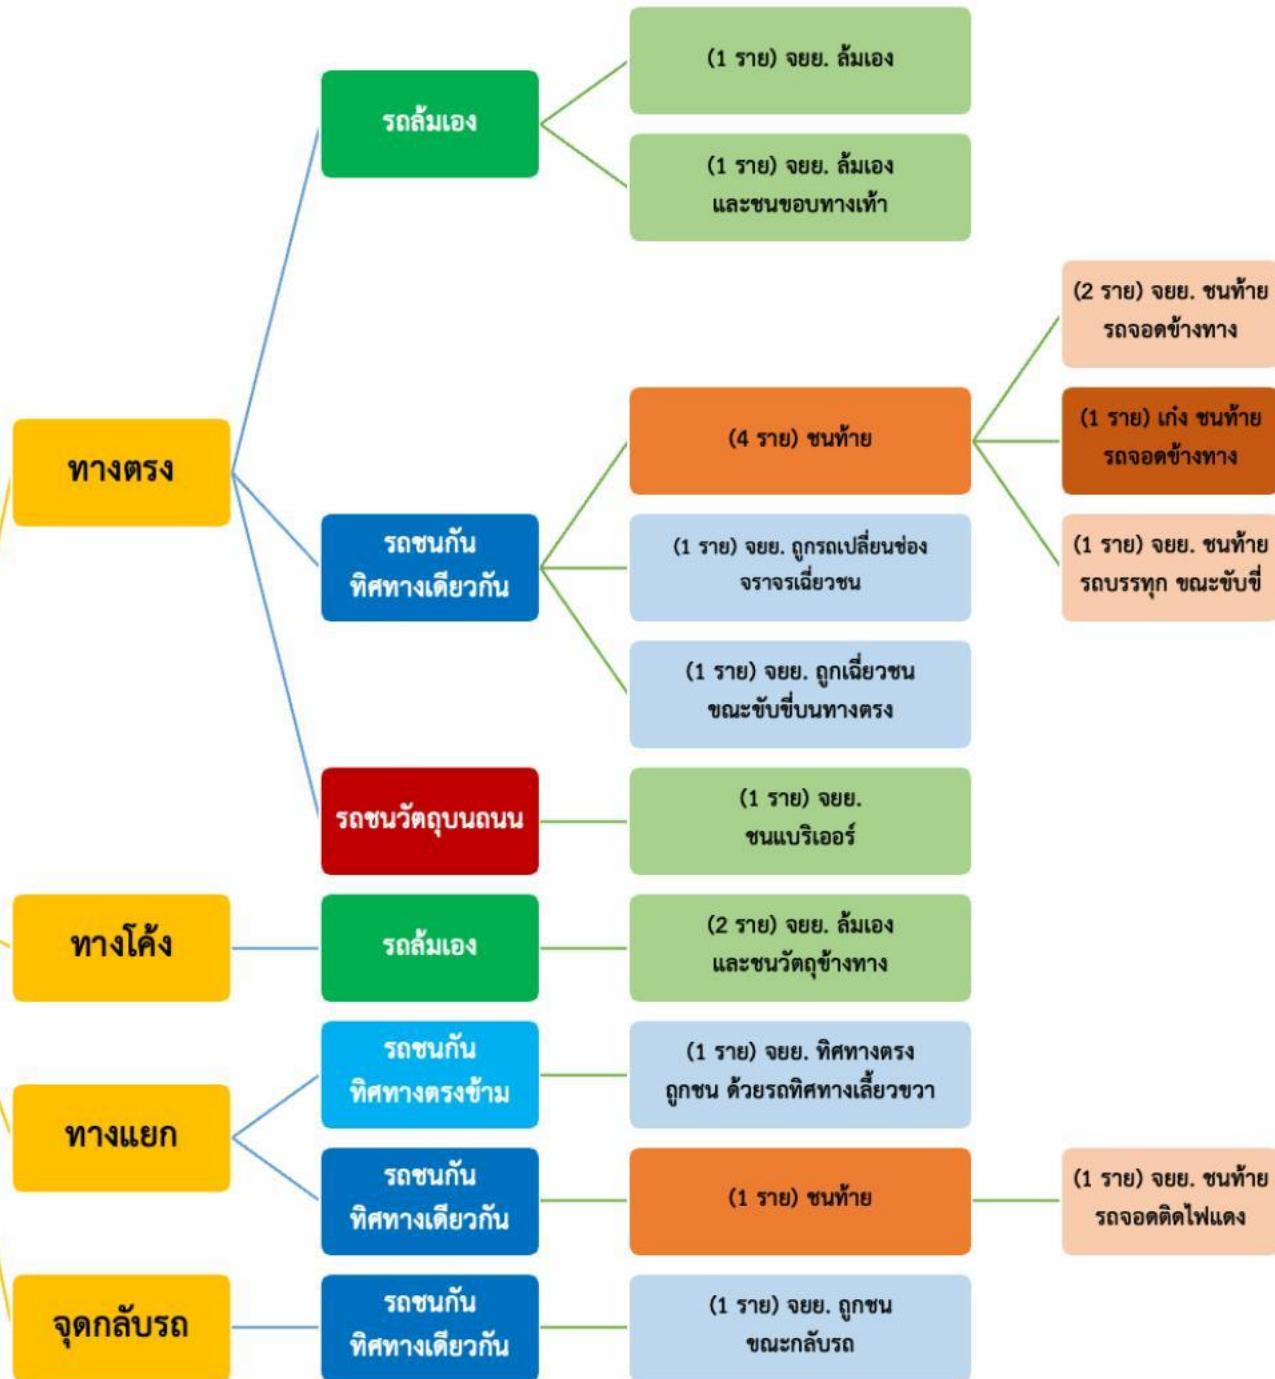 (1 ราย) จยย. ล้มเอง
รถล้มเอง
(1 ราย) จยย. ล้มเอง
และชนขอบทางเท้า
(2 ราย) จยย. ชนท้าย
รถจอดข้างทาง
ทางตรง
(4 ราย) ชนท้าย
(1 ราย) เก๋ง ชนท้าย
รถจอดข้างทาง
รถชนกัน
ทิศทางเดียวกัน
(1 ราย) จยย. ถูกรถเปลี่ยนช่อง
จราจรเฉี่ยวชน
(1 ราย) จยย. ชนท้าย
รถบรรทุก ขณะขับขี่
(1 ราย) จยย. ถูกเฉี่ยวชน
ขณะขับขี่บนทางตรง
รถชนวัตถุบนถนน
(1 ราย) จยย.
ชนแบริเออร์
ทางโค้ง
รถล้มเอง
(2 ราย) จยย. ล้มเอง
และชนวัตถุข้างทาง
ทางแยก
รถชนกัน
ทิศทางตรงข้าม
(1 ราย) จยย. ทิศทางตรง
ถูกชน ด้วยรถทิศทางเลี้ยวขวา
รถชนกัน
ทิศทางเดียวกัน
(1 ราย) ชนท้าย
(1 ราย) จยย. ชนท้าย
รถจอดติดไฟแดง
จุดกลับรถ
รถชนกัน
ทิศทางเดียวกัน
(1 ราย) จยย. ถูกชน
ขณะกลับรถ